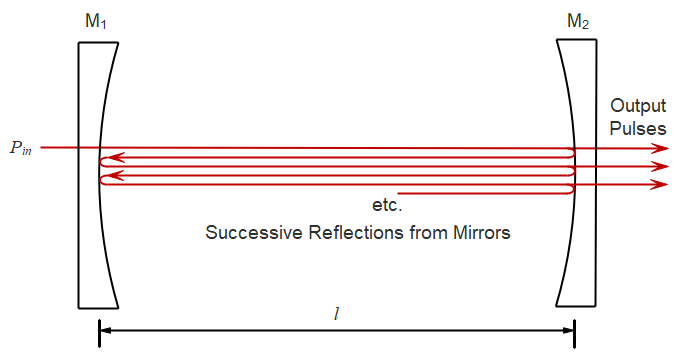 M₁
M₂
Output
Pulses
Pin
etc.
Successive Reflections from Mirrors
l